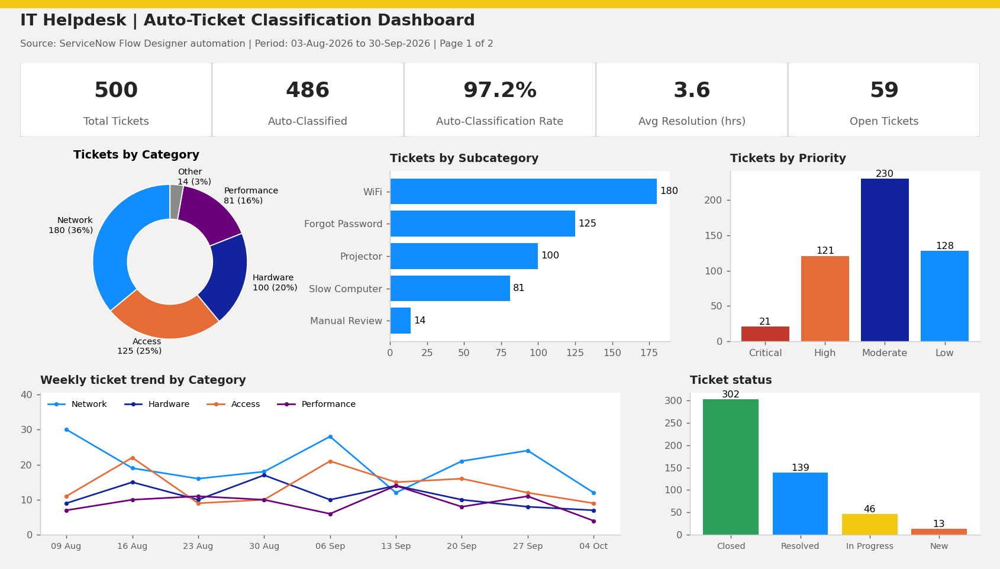 IT Helpdesk | Auto-Ticket Classification Dashboard
Source: ServiceNow Flow Designer automation | Period: 03-Aug-2026 to 30-Sep-2026 | Page 1 of 2
500
Total Tickets
486
Auto-Classified
97.2%
Auto-Classification Rate
3.6
Avg Resolution (hrs)
59
Open Tickets
Tickets by Category
Other
14 (3%)
Performance
81 (16%)
Network
180 (36%)
Hardware
100 (20%)
Access
125 (25%)
Tickets by Subcategory
WiFi
180
Forgot Password
125
Projector
100
Slow Computer
81
Manual Review
14
0 25 50 75 100 125 150 175
Tickets by Priority
200
150
100
50
0
21
121
230
128
Critical High Moderate Low
Weekly ticket trend by Category
Network Hardware Access Performance
40
30
20
10
0
09 Aug 16 Aug 23 Aug 30 Aug 06 Sep 13 Sep 20 Sep 27 Sep 04 Oct
Ticket status
300
250
200
150
100
50
0
302
139
46
13
Closed Resolved In Progress New